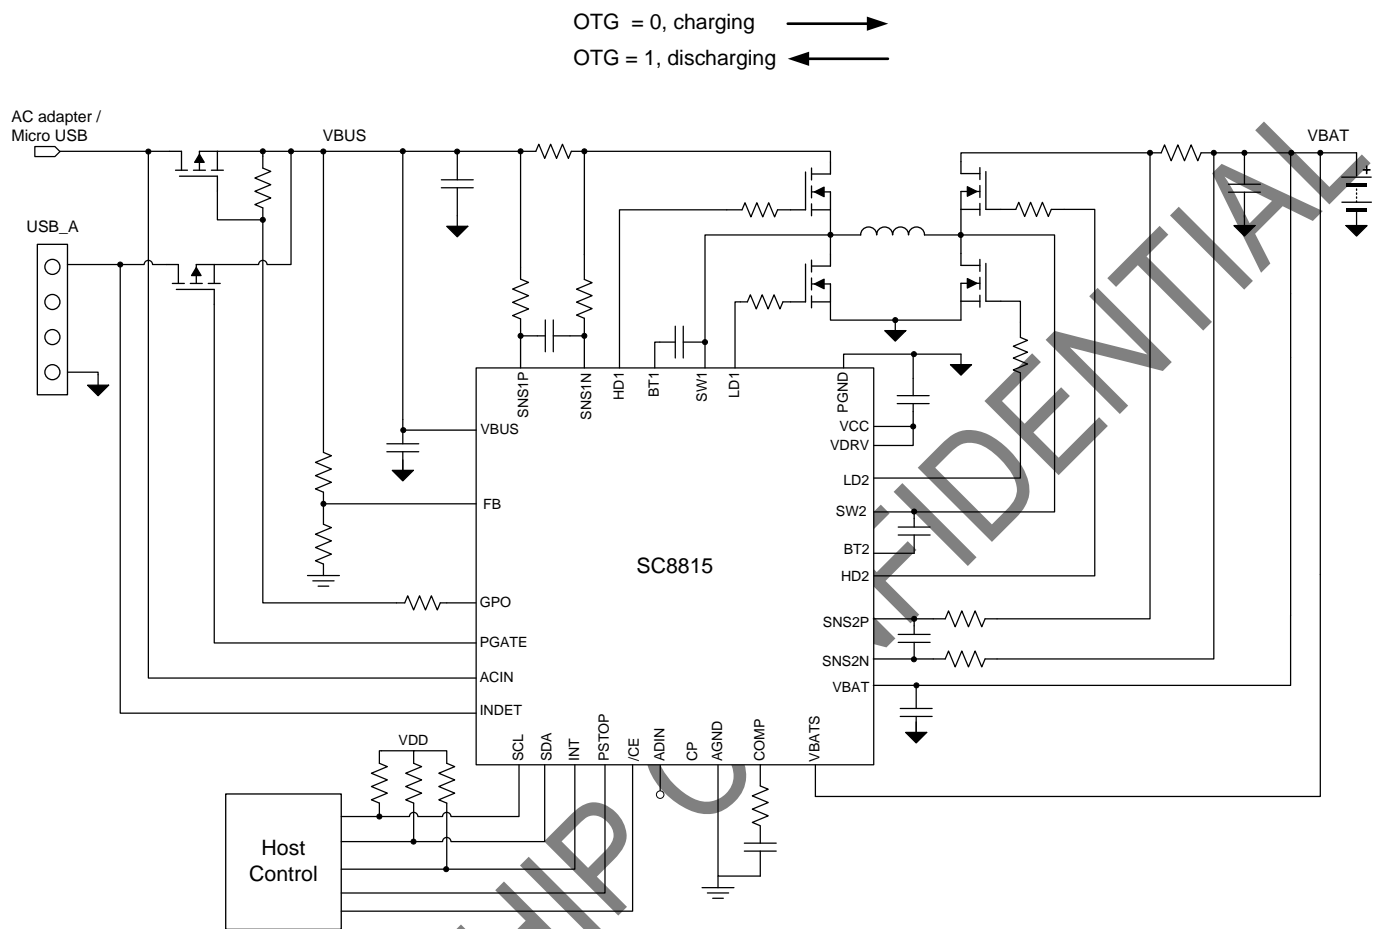 OTG = 0, charging
OTG = 1, discharging
AC adapter /
Micro USB
VBUS
VBAT
+
USB_A
SNS1P
SNS1N
HD1
BT1
SW1
LD1
PGND
VBUS
VCC
VDRV
LD2
FB
SW2
BT2
SC8815
HD2
GPO
SNS2P
PGATE
SNS2N
ACIN
VBAT
INDET
VDD
SCL
SDA
INT
PSTOP
/CE
ADIN
CP
AGND
COMP
VBATS
Host
Control